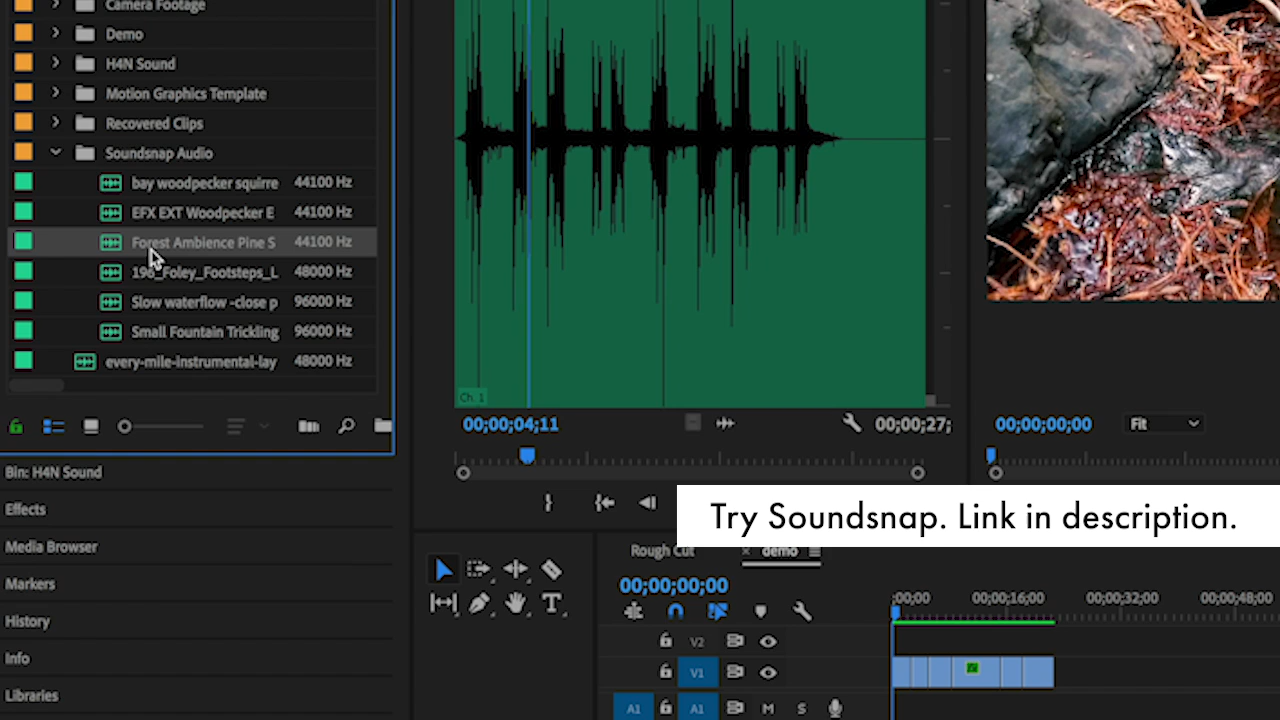 Camera Footage
Demo
H4N Sound
Motion Graphics Template
Recovered Clips
Soundsnap Audio
bay woodpecker squirre 44100 Hz
EFX EXT Woodpecker E 44100 Hz
Forest Ambience Pine S 44100 Hz
196_Foley_Footsteps_L 48000 Hz
Slow waterflow -close p 96000 Hz
Small Fountain Trickling 96000 Hz
every-mile-instrumental-lay 48000 Hz
Bin: H4N Sound
Effects
Media Browser
Markers
History
Info
Libraries
Ch. 1
00;00;04;11
00;00;27;
00;00;00;00
Fit
Try Soundsnap. Link in description.
Rough Cut
× demo
00;00;00;00
;00;00
00;00;16;00
00;00;32;00
00;00;48;00
V2
V1
A1 A1 M S